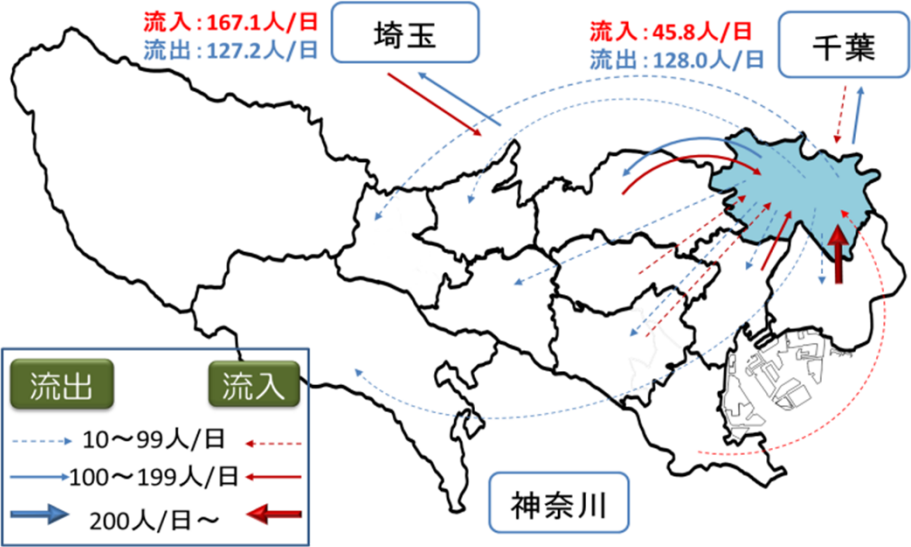 流入：167.1人/日
流出：127.2人/日
埼玉
流入：45.8人/日
流出：128.0人/日
千葉
流出 流入
10～99人/日
100～199人/日
200人/日～
神奈川